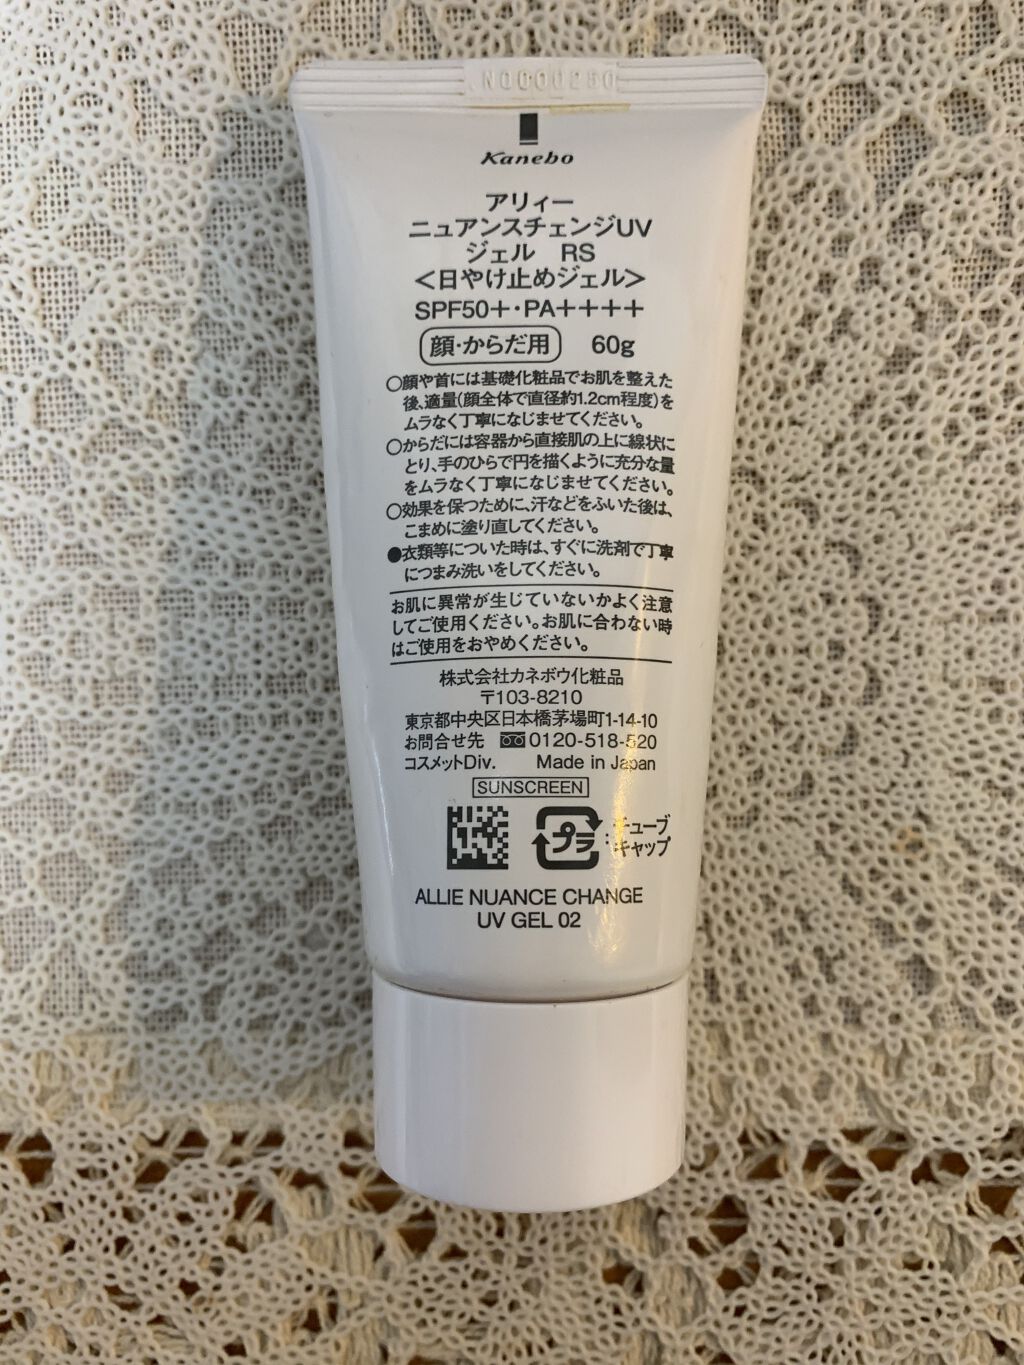 N0000250
Kanebo
アリィー
ニュアンスチェンジUV
ジェル RS
<日やけ止めジェル>
SPF50+・PA++++
顔・からだ用 60g
○顔や首には基礎化粧品でお肌を整えた
後、適量(顔全体で直径約1.2cm程度)を
ムラなく丁寧になじませてください。
○からだには容器から直接肌の上に線状に
とり、手のひらで円を描くように充分な量
をムラなく丁寧になじませてください。
○効果を保つために、汗などをふいた後は、
こまめに塗り直してください。
●衣類等についた時は、すぐに洗剤で丁寧
につまみ洗いをしてください。
お肌に異常が生じていないかよく注意
してご使用ください。お肌に合わない時
はご使用をおやめください。
株式会社カネボウ化粧品
〒103-8210
東京都中央区日本橋茅場町1-14-10
お問合せ先 0120-518-520
コスメットDiv. Made in Japan
SUNSCREEN
プラ :チューブ
キャップ
ALLIE NUANCE CHANGE
UV GEL 02